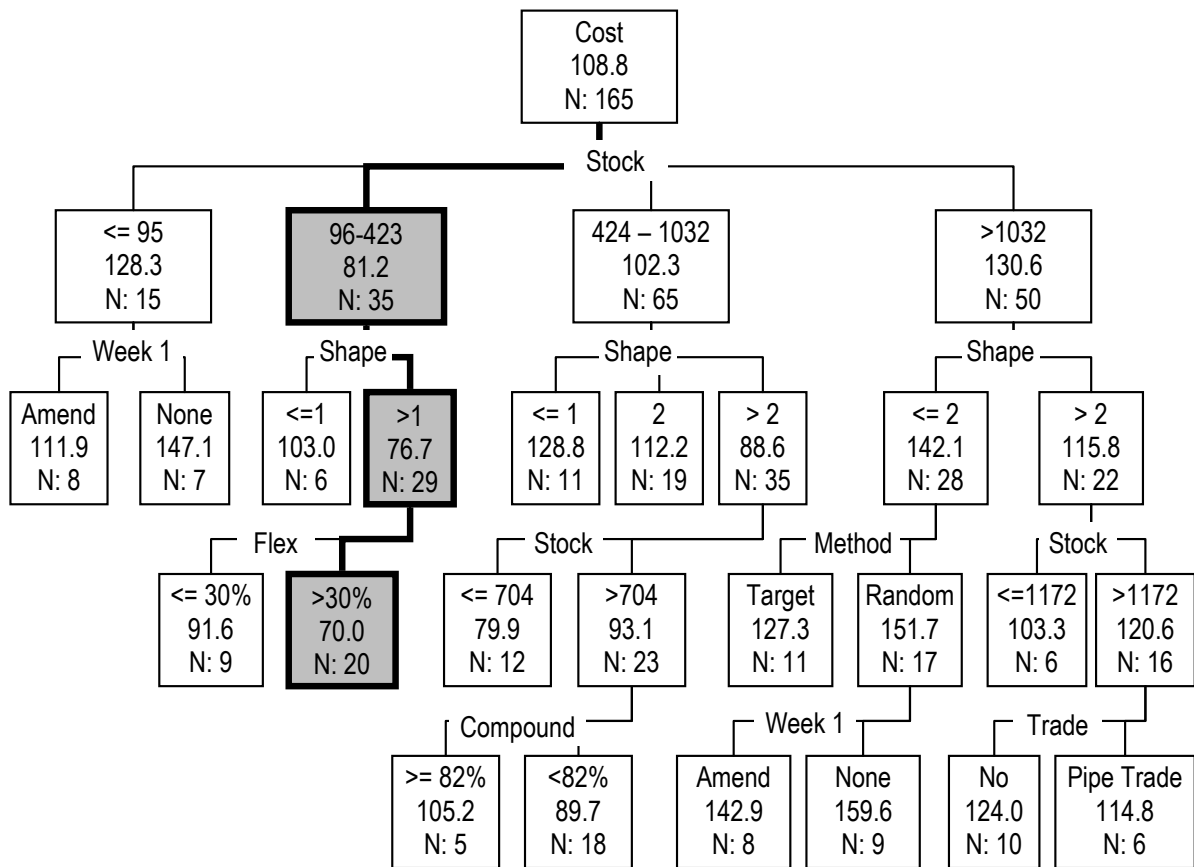 Cost
108.8
N: 165
Stock
<= 95
128.3
N: 15
96-423
81.2
N: 35
424 – 1032
102.3
N: 65
>1032
130.6
N: 50
Week 1
Shape
Shape
Shape
Amend
111.9
N: 8
None
147.1
N: 7
<=1
103.0
N: 6
>1
76.7
N: 29
<= 1
128.8
N: 11
2
112.2
N: 19
> 2
88.6
N: 35
<= 2
142.1
N: 28
> 2
115.8
N: 22
Flex
Stock
Method
Stock
<= 30%
91.6
N: 9
>30%
70.0
N: 20
<= 704
79.9
N: 12
>704
93.1
N: 23
Target
127.3
N: 11
Random
151.7
N: 17
<=1172
103.3
N: 6
>1172
120.6
N: 16
Compound
Week 1
Trade
>= 82%
105.2
N: 5
<82%
89.7
N: 18
Amend
142.9
N: 8
None
159.6
N: 9
No
124.0
N: 10
Pipe Trade
114.8
N: 6